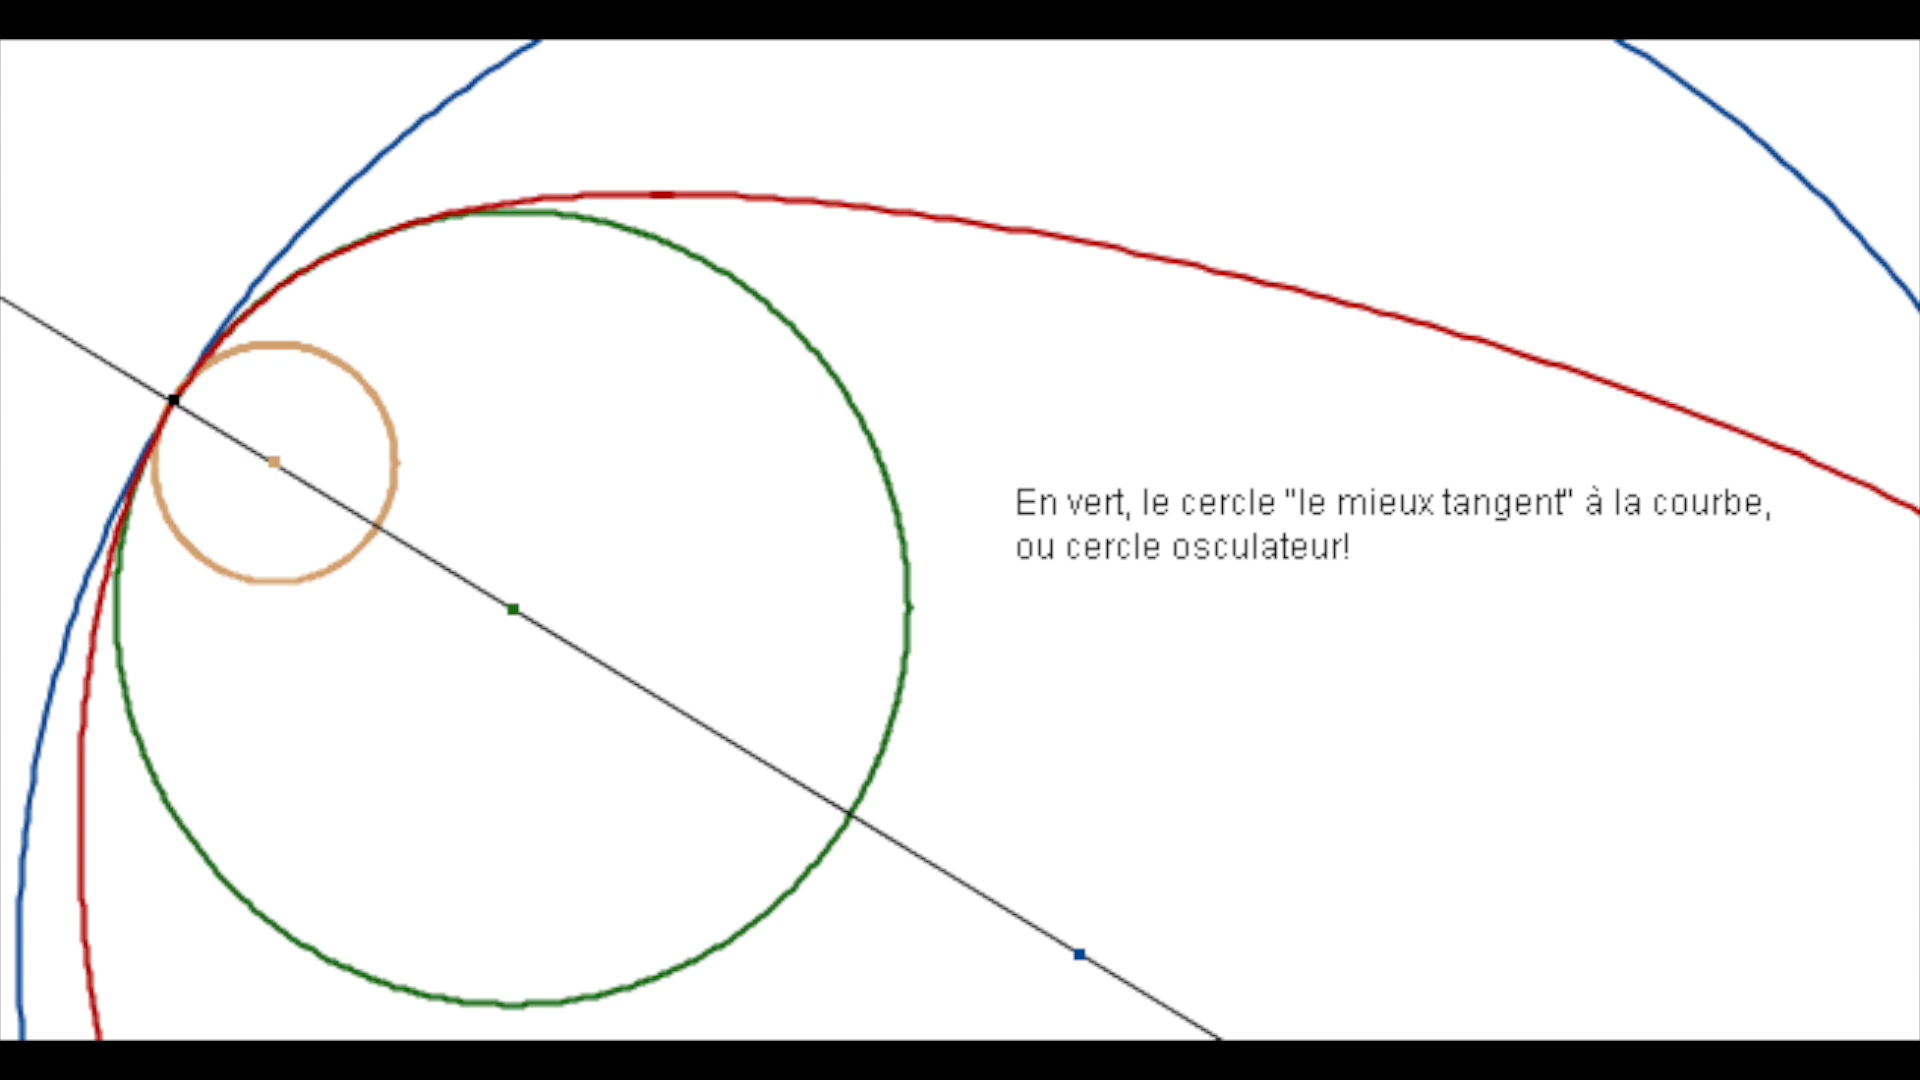 En vert, le cercle "le mieux tangent" à la courbe,
ou cercle osculateur!